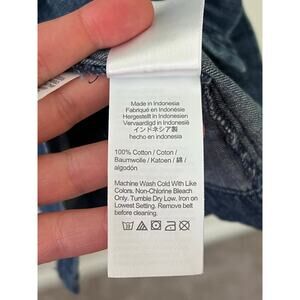 Made in Indonesia
Fabriqué en Indonésie
Hergestellt in Indonesien
Vervaardigd in Indonesië
インドネシア製
hecho en indonesia
100% Cotton / Coton /
Baumwolle / Katoen / 綿 /
algodón
Machine Wash Cold With Like
Colors. Non-Chlorine Bleach
Only. Tumble Dry Low. Iron on
Lowest Setting. Remove belt
before cleaning.